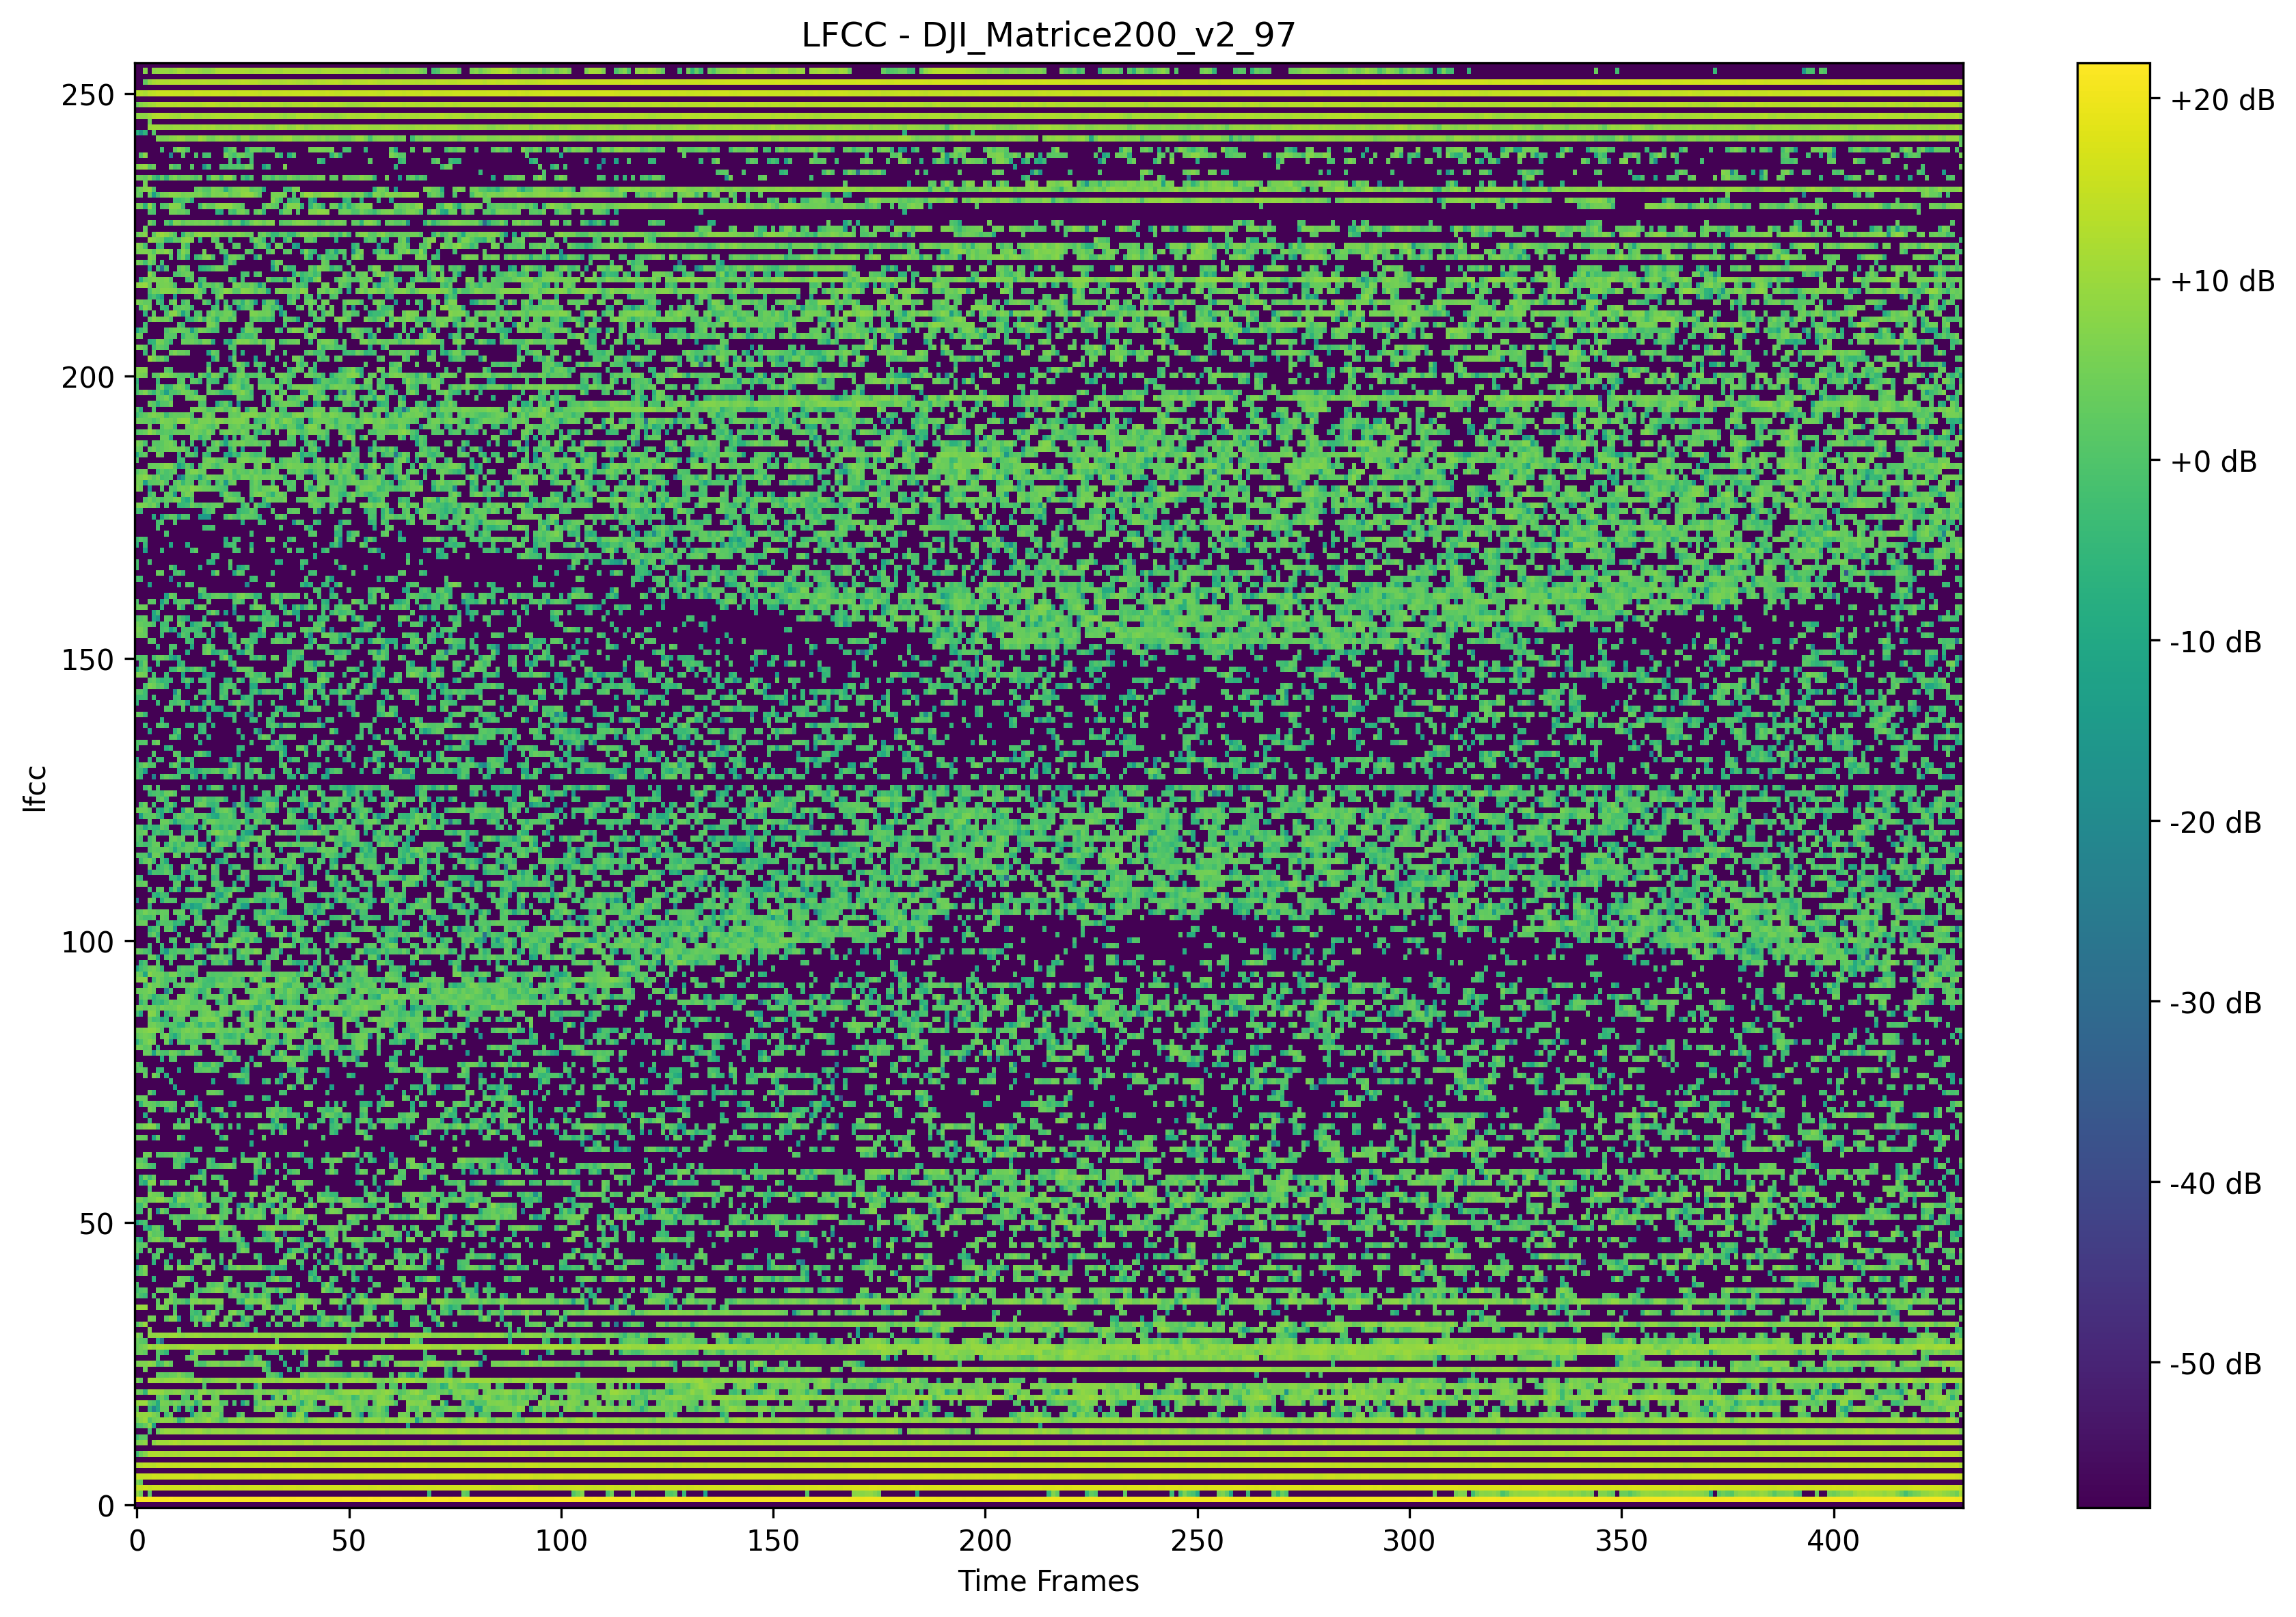 LFCC - DJI_Matrice200_v2_97
250
200
150
100
50
0
lfcc
0 50 100 150 200 250 300 350 400
Time Frames
+20 dB
+10 dB
+0 dB
-10 dB
-20 dB
-30 dB
-40 dB
-50 dB